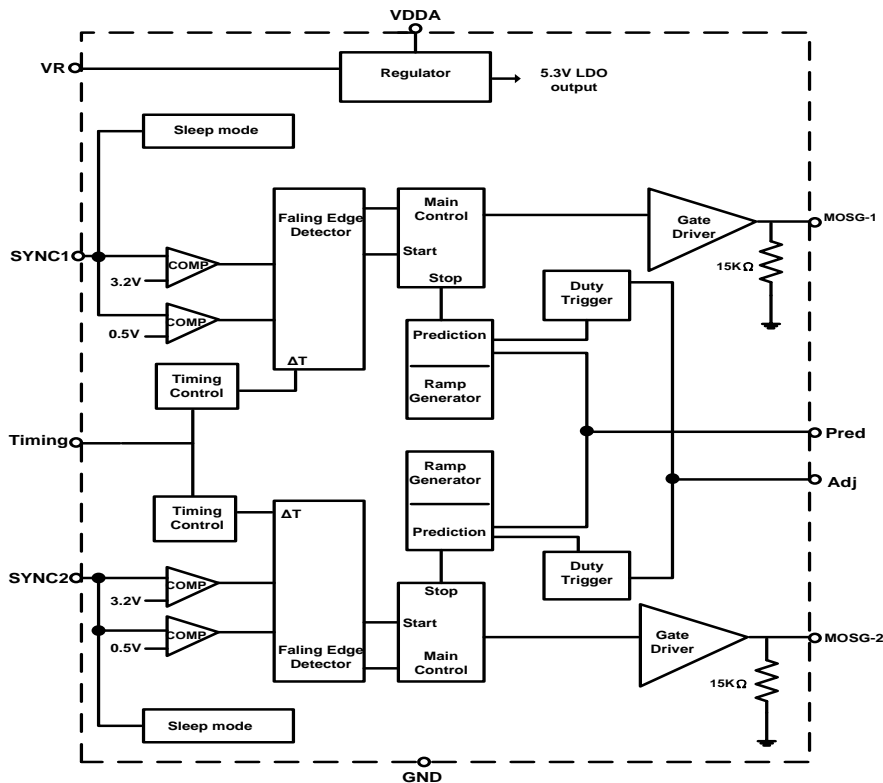 VDDA
VR
Regulator
5.3V LDO
output
Sleep mode
Faling Edge
Detector
Main
Control
Start
Stop
Gate
Driver
MOSG-1
15KΩ
SYNC1
COMP
3.2V
COMP
0.5V
Duty
Trigger
Prediction
Ramp
Generator
ΔT
Timing
Control
Timing
Pred
Adj
Ramp
Generator
Prediction
Timing
Control
ΔT
Duty
Trigger
SYNC2
COMP
3.2V
COMP
0.5V
Faling Edge
Detector
Stop
Start
Main
Control
Gate
Driver
MOSG-2
15KΩ
Sleep mode
GND